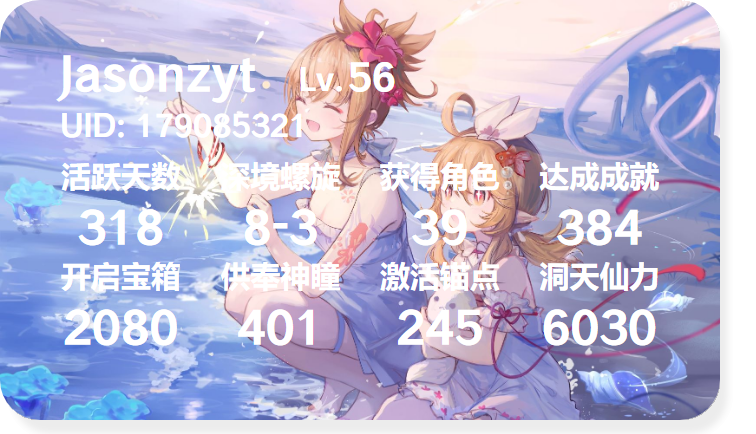 Jasonzyt. Lv.56
UID: 179085321
活跃天数 深境螺旋 获得角色 达成成就
318 8-3 39 384
开启宝箱 供奉神瞳 激活锚点 洞天仙力
2080 401 245 6030